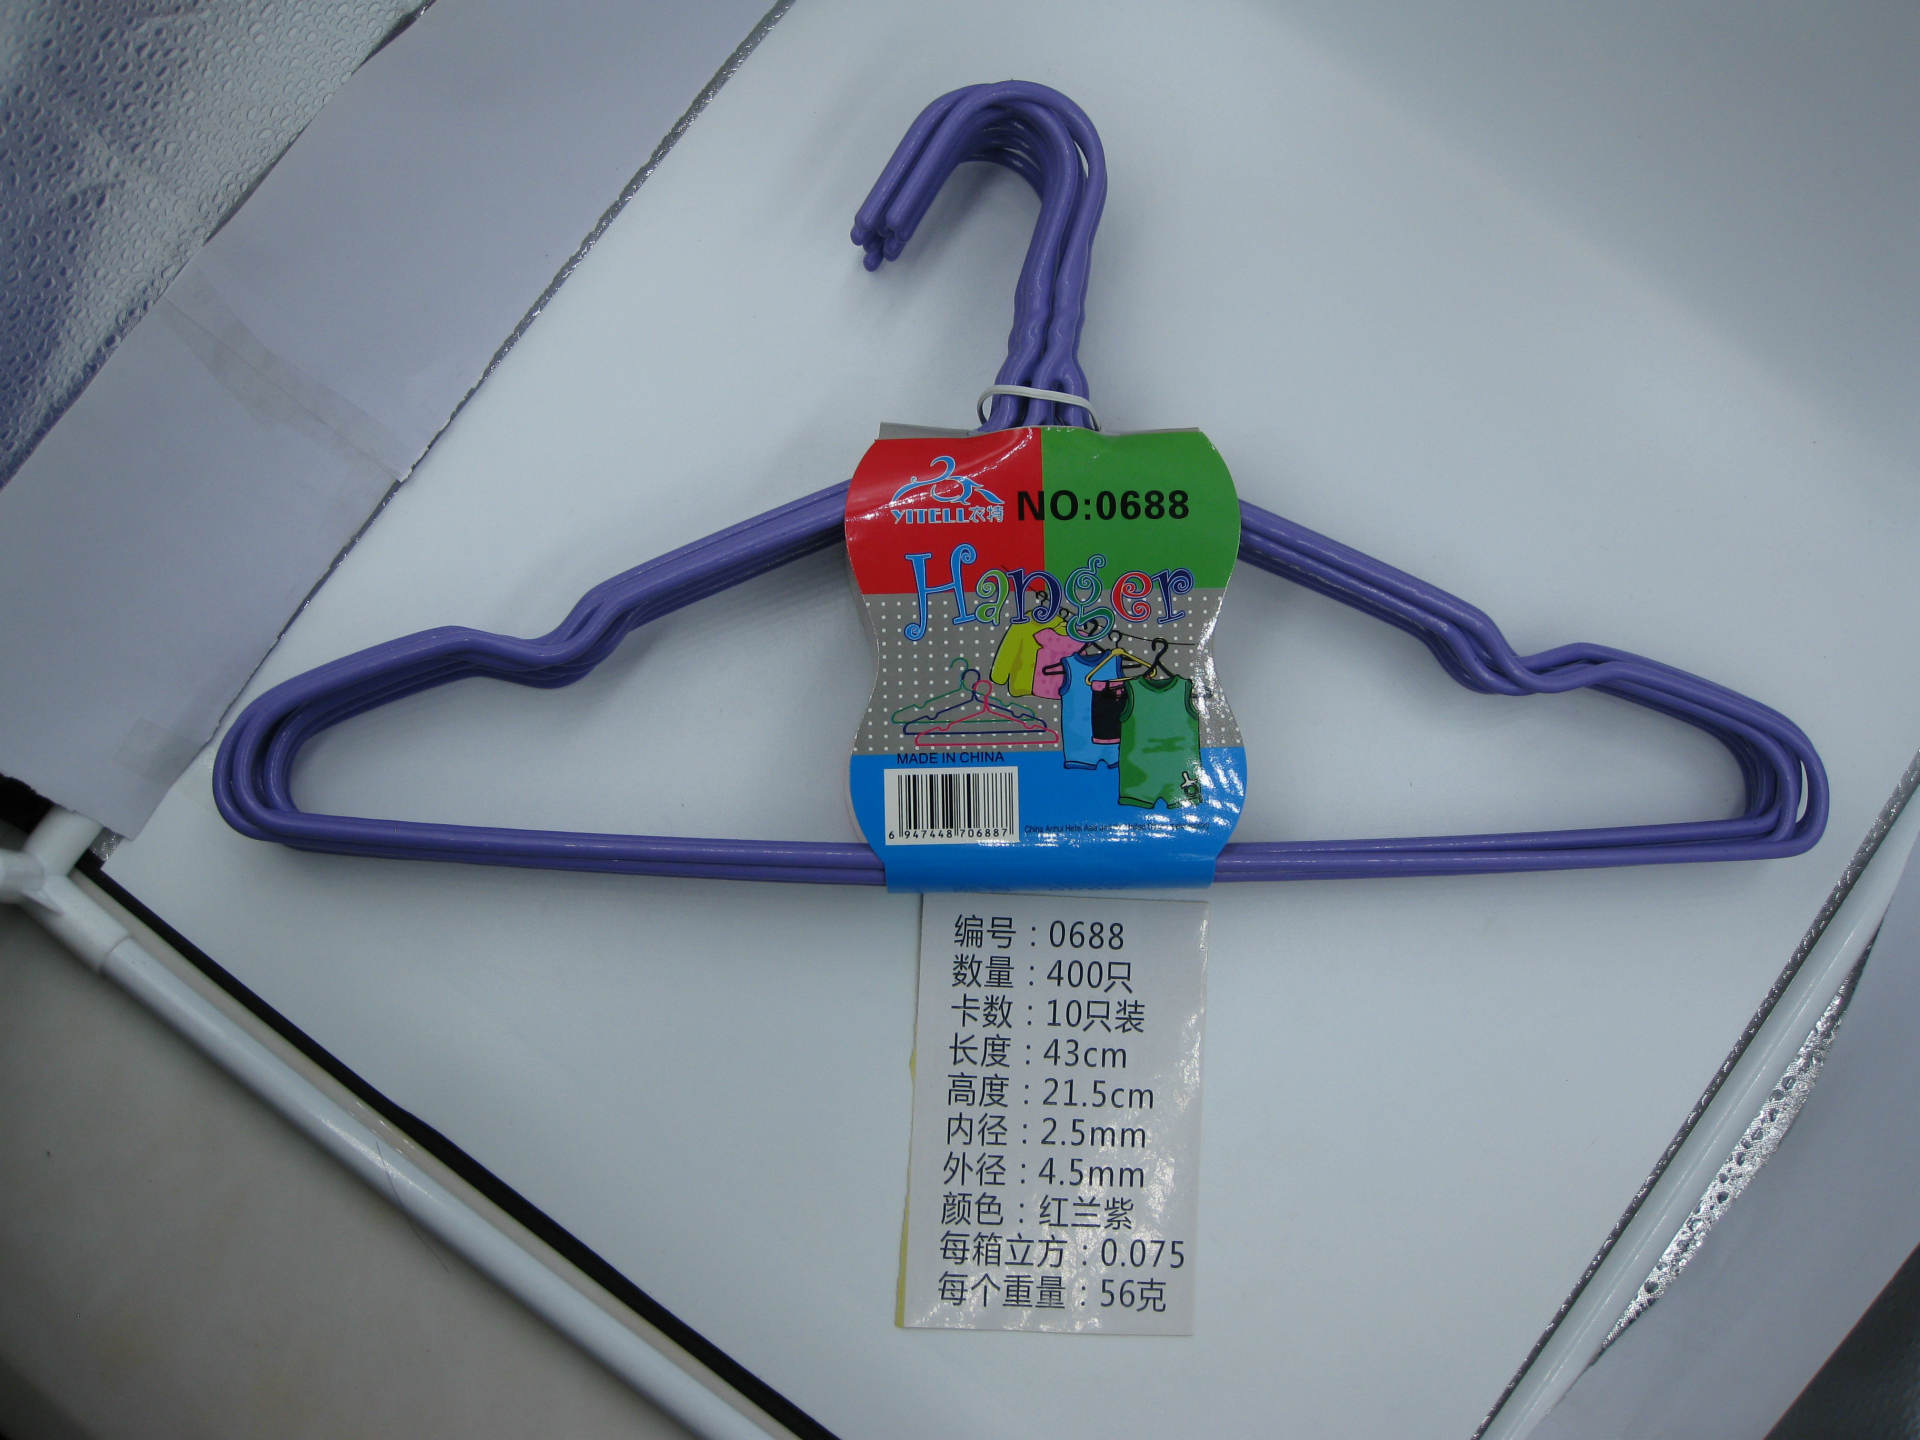 YITELL衣特
NO:0688
Hanger
MADE IN CHINA
6 947448 706887
编号：0688
数量：400只
卡数：10只装
长度：43cm
高度：21.5cm
内径：2.5mm
外径：4.5mm
颜色：红兰紫
每箱立方：0.075
每个重量：56克